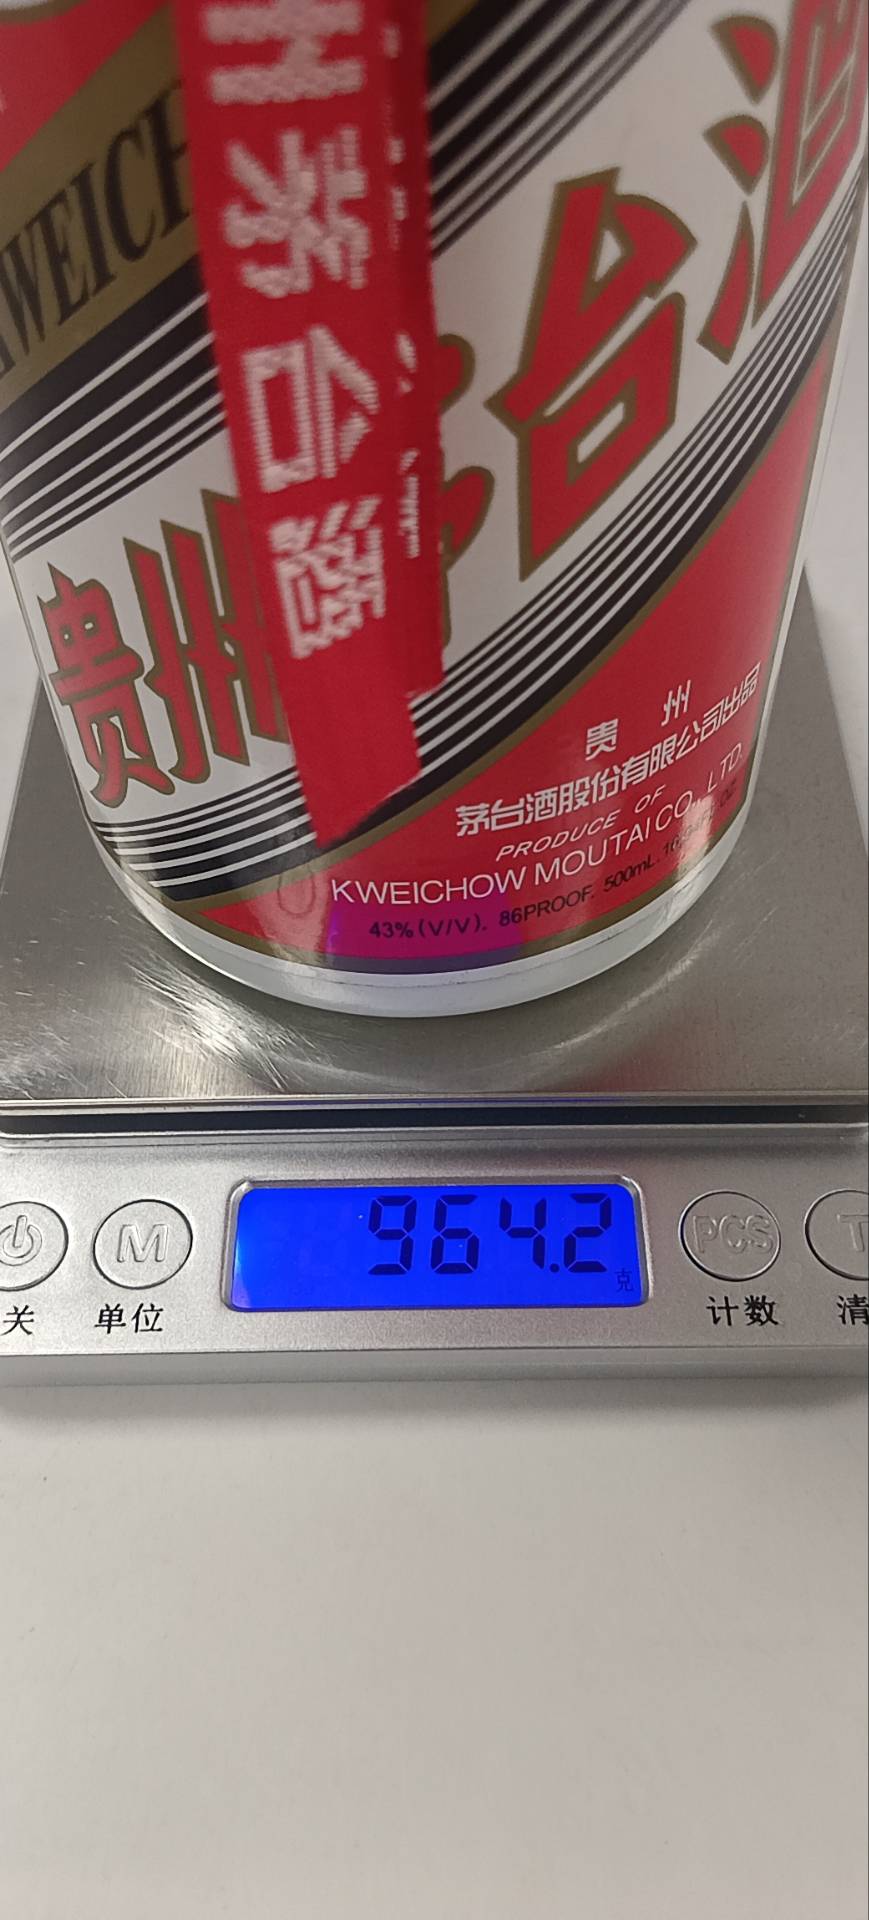 WEICH
州茅台酒
贵州
台酒
贵 州
茅台酒股份有限公司出品
PRODUCE OF
KWEICHOW MOUTAI CO., LTD.
43%(V/V). 86PROOF. 500mL.
964.2
克
M
PCS
T
关
单位
计数
清